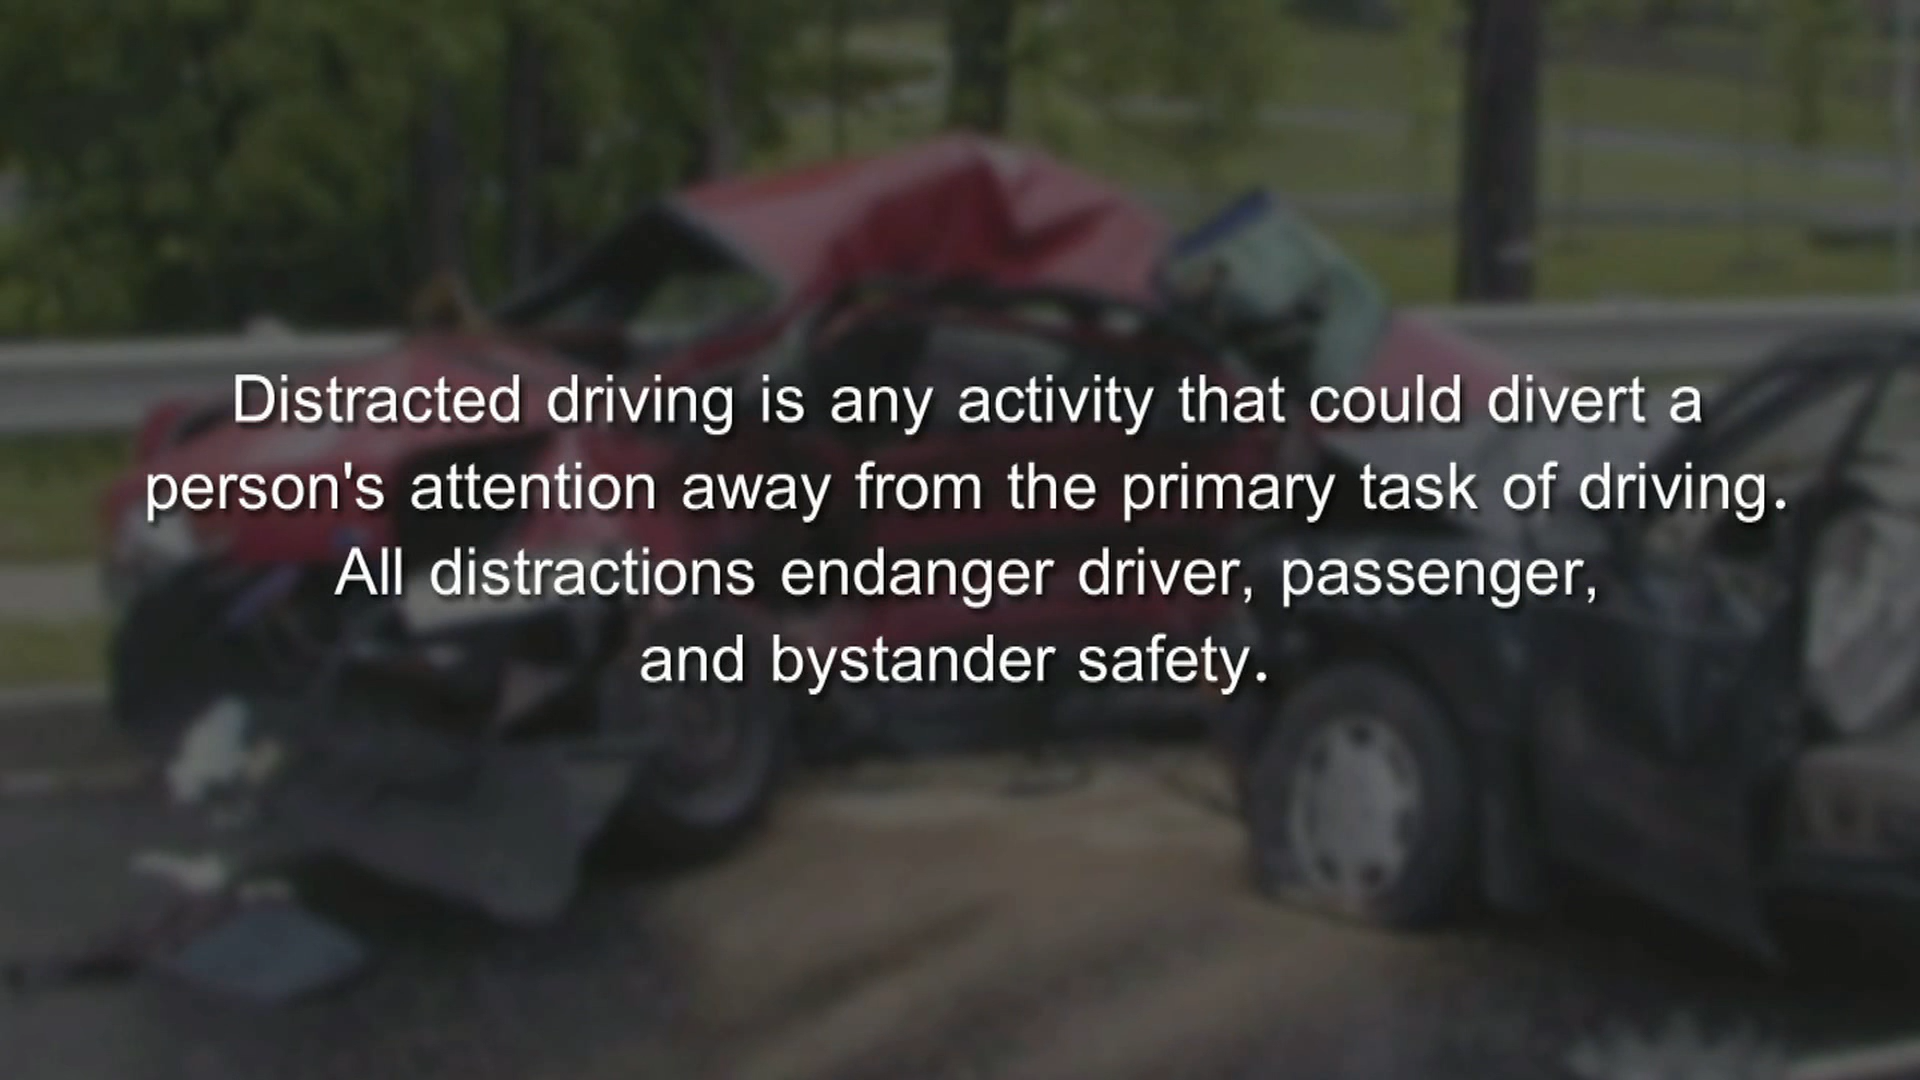 Distracted driving is any activity that could divert a
person's attention away from the primary task of driving.
All distractions endanger driver, passenger,
and bystander safety.